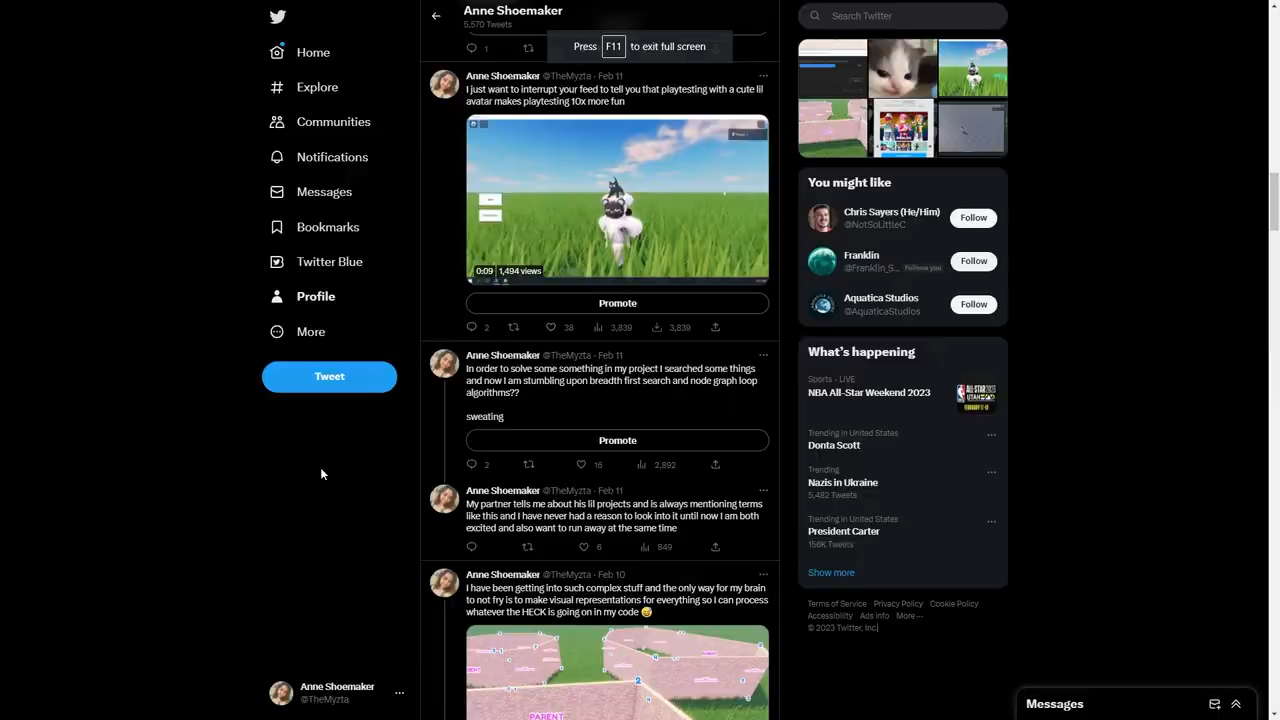 Home
Explore
Communities
Notifications
Messages
Bookmarks
Twitter Blue
Profile
More
Tweet
Anne Shoemaker
@TheMyzta
Anne Shoemaker
5,570 Tweets
1
Press F11 to exit full screen
Anne Shoemaker @TheMyzta · Feb 11
I just want to interrupt your feed to tell you that playtesting with a cute lil
avatar makes playtesting 10x more fun
0:09 1,494 views
Promote
2 38 3,839 3,839
Anne Shoemaker @TheMyzta · Feb 11
In order to solve some something in my project I searched some things
and now I am stumbling upon breadth first search and node graph loop
algorithms??
sweating
Promote
2 16 2,892
Anne Shoemaker @TheMyzta · Feb 11
My partner tells me about his lil projects and is always mentioning terms
like this and I have never had a reason to look into it until now I am both
excited and also want to run away at the same time
6 849
Anne Shoemaker @TheMyzta · Feb 10
I have been getting into such complex stuff and the only way for my brain
to not fry is to make visual representations for everything so I can process
whatever the HECK is going on in my code 😅
2
PARENT
Search Twitter
You might like
Chris Sayers (He/Him)
@NotSoLittleC
Follow
Franklin
@Franklin_S... Follows you
Follow
Aquatica Studios
@AquaticaStudios
Follow
What's happening
Sports · LIVE
NBA All-Star Weekend 2023
Trending in United States
Donta Scott
Trending
Nazis in Ukraine
5,482 Tweets
Trending in United States
President Carter
156K Tweets
Show more
Terms of Service Privacy Policy Cookie Policy
Accessibility Ads info More ···
© 2023 Twitter, Inc.
Messages